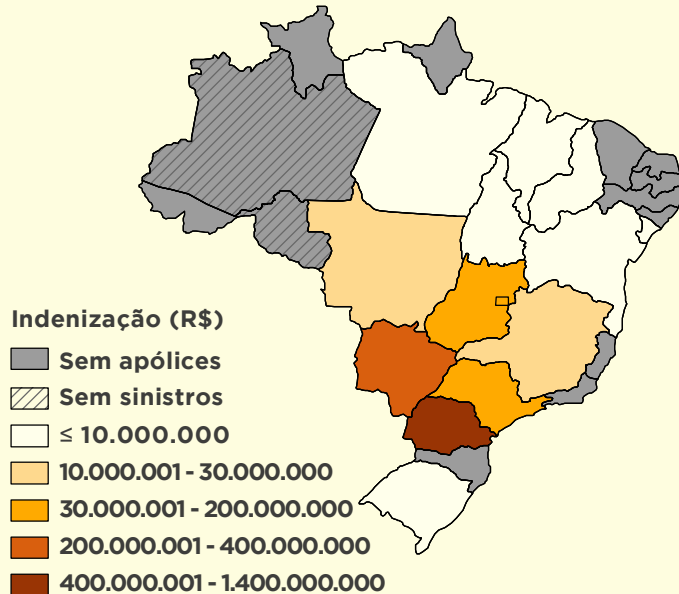 Indenização (R$)
Sem apólices
Sem sinistros
≤ 10.000.000
10.000.001 - 30.000.000
30.000.001 - 200.000.000
200.000.001 - 400.000.000
400.000.001 - 1.400.000.000